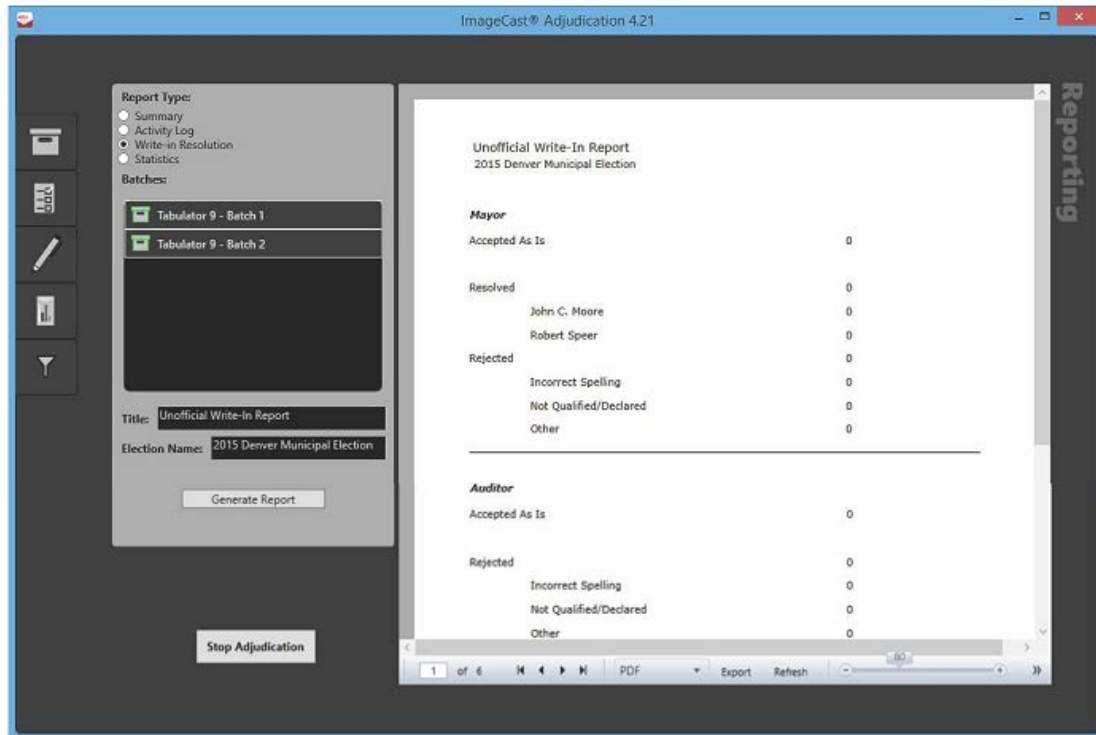 ImageCast® Adjudication 4.21
Reporting
Report Type:
Summary
Activity Log
Write-in Resolution
Statistics
Batches:
Tabulator 9 - Batch 1
Tabulator 9 - Batch 2
Title: Unofficial Write-In Report
Election Name: 2015 Denver Municipal Election
Generate Report
Stop Adjudication
Unofficial Write-In Report
2015 Denver Municipal Election
Mayor
Accepted As Is 0
Resolved 0
John C. Moore 0
Robert Speer 0
Rejected 0
Incorrect Spelling 0
Not Qualified/Declared 0
Other 0
Auditor
Accepted As Is 0
Rejected 0
Incorrect Spelling 0
Not Qualified/Declared 0
Other 0
1 of 6 PDF Export Refresh 80